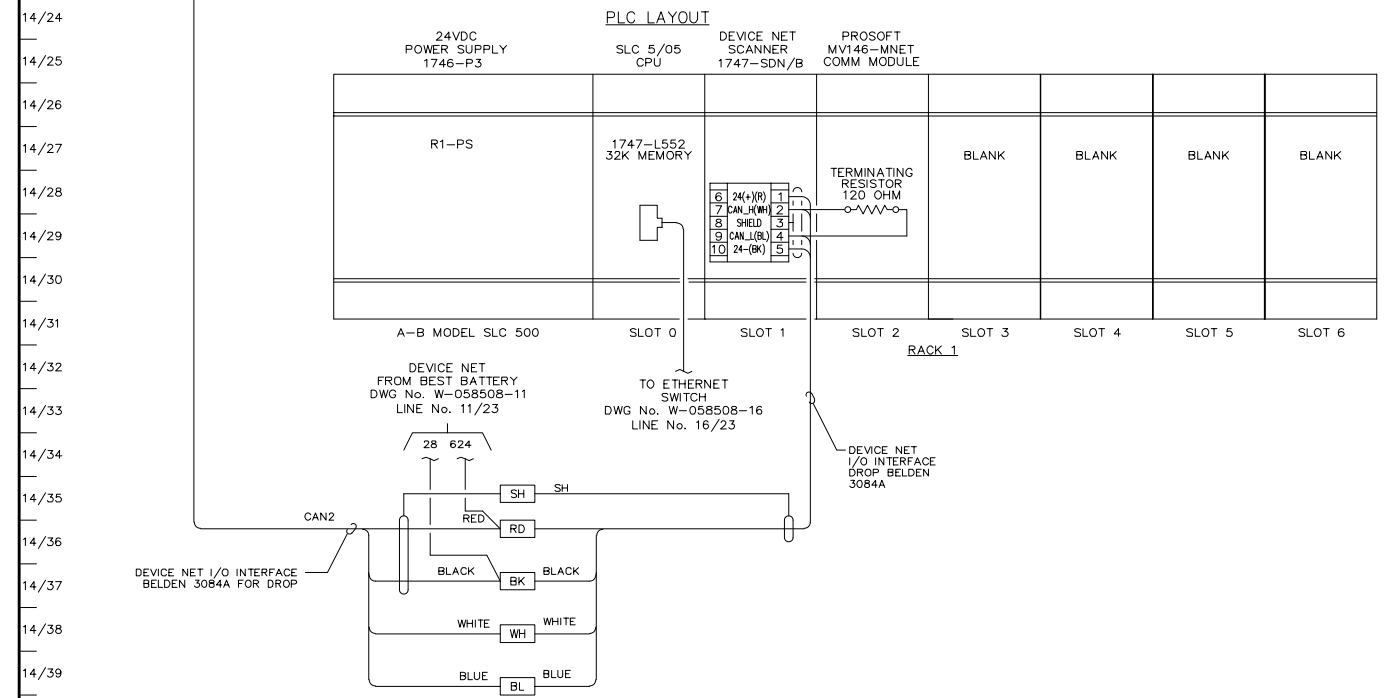 PLC LAYOUT
24VDC
POWER SUPPLY
1746-P3
SLC 5/05
CPU
DEVICE NET
SCANNER
1747-SDN/B
PROSOFT
MV146-MNET
COMM MODULE
R1-PS
1747-L552
32K MEMORY
BLANK
BLANK
BLANK
BLANK
TERMINATING
RESISTOR
120 OHM
6 24(+)(R) 1
7 CAN_H(WH) 2
8 SHIELD 3
9 CAN_L(BL) 4
10 24-(BK) 5
A-B MODEL SLC 500
SLOT 0
SLOT 1
SLOT 2
SLOT 3
SLOT 4
SLOT 5
SLOT 6
RACK 1
DEVICE NET
FROM BEST BATTERY
DWG No. W-058508-11
LINE No. 11/23
28 624
TO ETHERNET
SWITCH
DWG No. W-058508-16
LINE No. 16/23
DEVICE NET
I/O INTERFACE
DROP BELDEN
3084A
SH SH
CAN2
RED RD
DEVICE NET I/O INTERFACE
BELDEN 3084A FOR DROP
BLACK BK BLACK
WHITE WH WHITE
BLUE BL BLUE
14/24
14/25
14/26
14/27
14/28
14/29
14/30
14/31
14/32
14/33
14/34
14/35
14/36
14/37
14/38
14/39